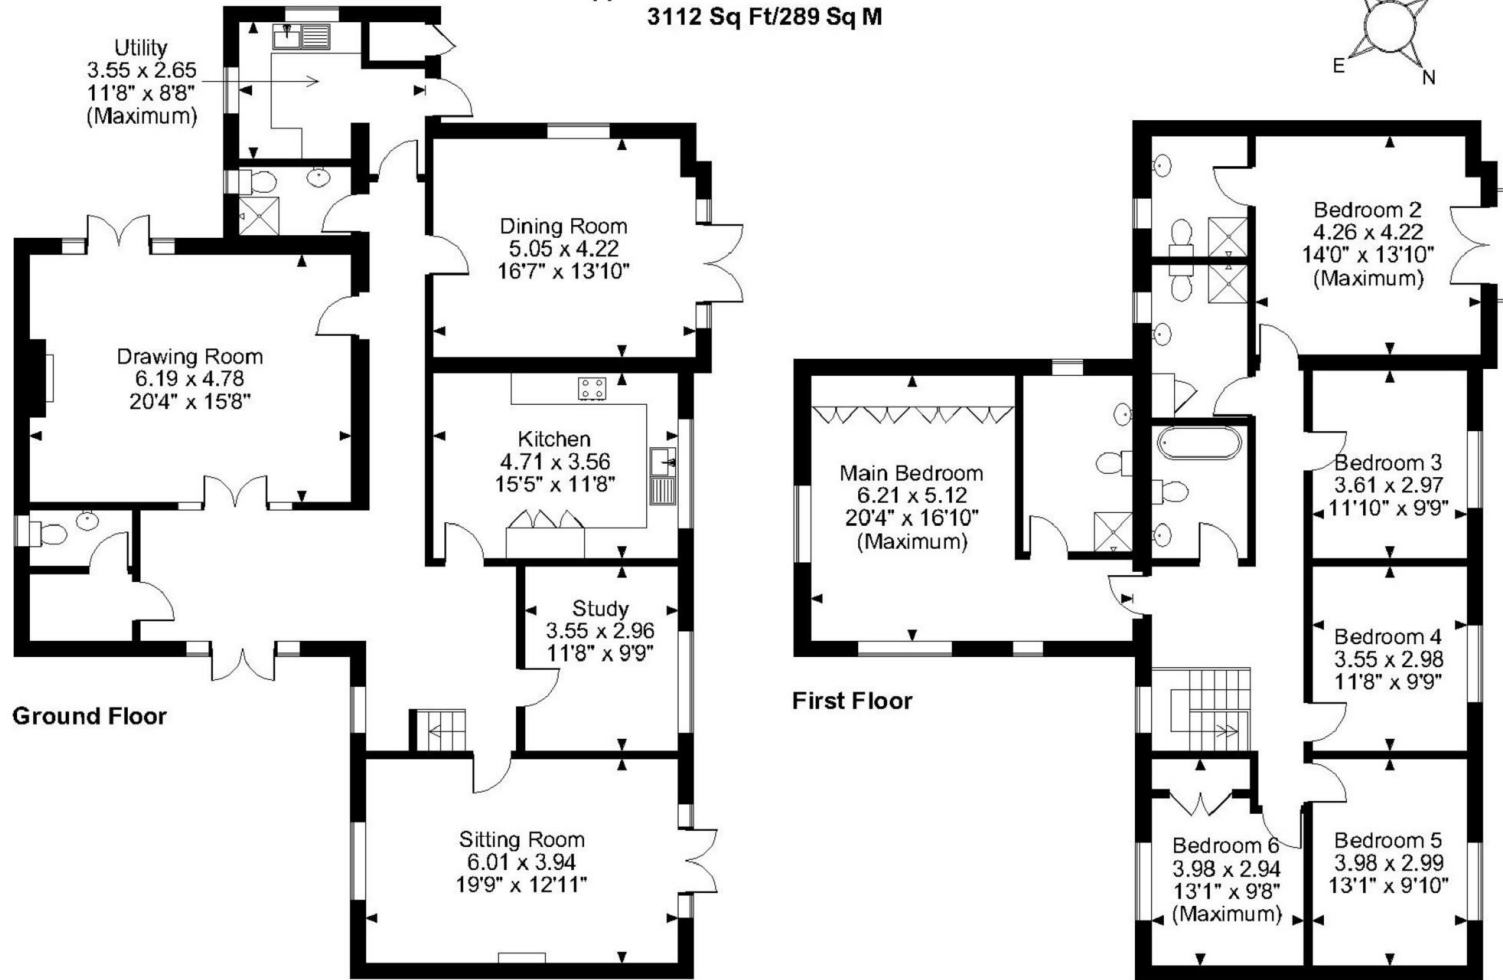 3112 Sq Ft/289 Sq M
E
N
Utility
3.55 x 2.65
11'8" x 8'8"
(Maximum)
Dining Room
5.05 x 4.22
16'7" x 13'10"
Drawing Room
6.19 x 4.78
20'4" x 15'8"
Kitchen
4.71 x 3.56
15'5" x 11'8"
Study
3.55 x 2.96
11'8" x 9'9"
Ground Floor
Sitting Room
6.01 x 3.94
19'9" x 12'11"
Bedroom 2
4.26 x 4.22
14'0" x 13'10"
(Maximum)
Main Bedroom
6.21 x 5.12
20'4" x 16'10"
(Maximum)
Bedroom 3
3.61 x 2.97
11'10" x 9'9"
Bedroom 4
3.55 x 2.98
11'8" x 9'9"
First Floor
Bedroom 6
3.98 x 2.94
13'1" x 9'8"
(Maximum)
Bedroom 5
3.98 x 2.99
13'1" x 9'10"